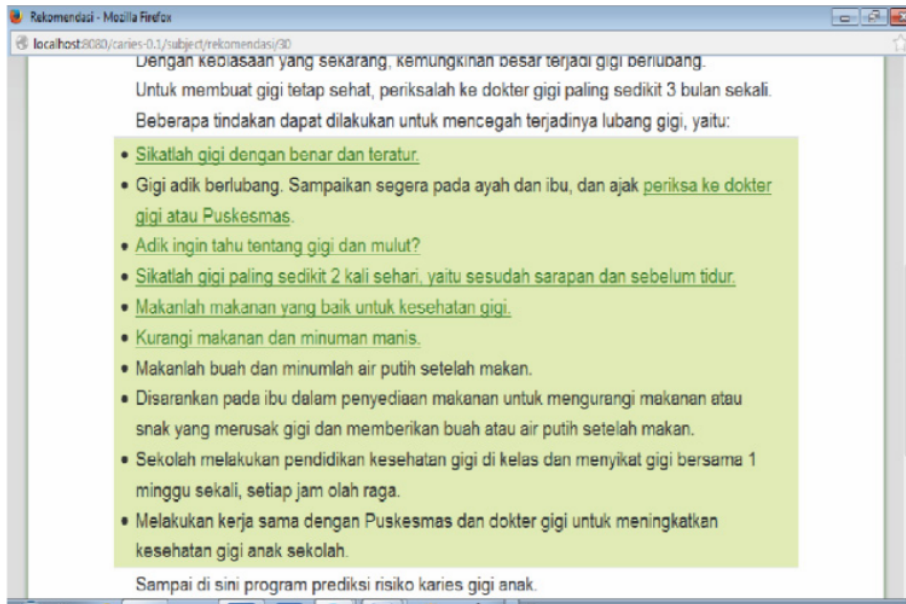 Rekomendasi - Mozilla Firefox
localhost:8080/caries-0.1/subject/rekomendasi/30
Dengan kebiasaan yang sekarang, kemungkinan besar terjadi gigi berlubang.
Untuk membuat gigi tetap sehat, periksalah ke dokter gigi paling sedikit 3 bulan sekali.
Beberapa tindakan dapat dilakukan untuk mencegah terjadinya lubang gigi, yaitu:
• Sikatlah gigi dengan benar dan teratur.
• Gigi adik berlubang. Sampaikan segera pada ayah dan ibu, dan ajak periksa ke dokter
gigi atau Puskesmas.
• Adik ingin tahu tentang gigi dan mulut?
• Sikatlah gigi paling sedikit 2 kali sehari, yaitu sesudah sarapan dan sebelum tidur.
• Makanlah makanan yang baik untuk kesehatan gigi.
• Kurangi makanan dan minuman manis.
• Makanlah buah dan minumlah air putih setelah makan.
• Disarankan pada ibu dalam penyediaan makanan untuk mengurangi makanan atau
snak yang merusak gigi dan memberikan buah atau air putih setelah makan.
• Sekolah melakukan pendidikan kesehatan gigi di kelas dan menyikat gigi bersama 1
minggu sekali, setiap jam olah raga.
• Melakukan kerja sama dengan Puskesmas dan dokter gigi untuk meningkatkan
kesehatan gigi anak sekolah.
Sampai di sini program prediksi risiko karies gigi anak.